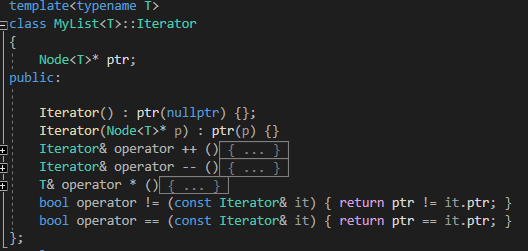 template<typename T>
class MyList<T>::Iterator
{
Node<T>* ptr;
public:
Iterator() : ptr(nullptr) {};
Iterator(Node<T>* p) : ptr(p) {}
Iterator& operator ++ () { ... }
Iterator& operator -- () { ... }
T& operator * () { ... }
bool operator != (const Iterator& it) { return ptr != it.ptr; }
bool operator == (const Iterator& it) { return ptr == it.ptr; }
};